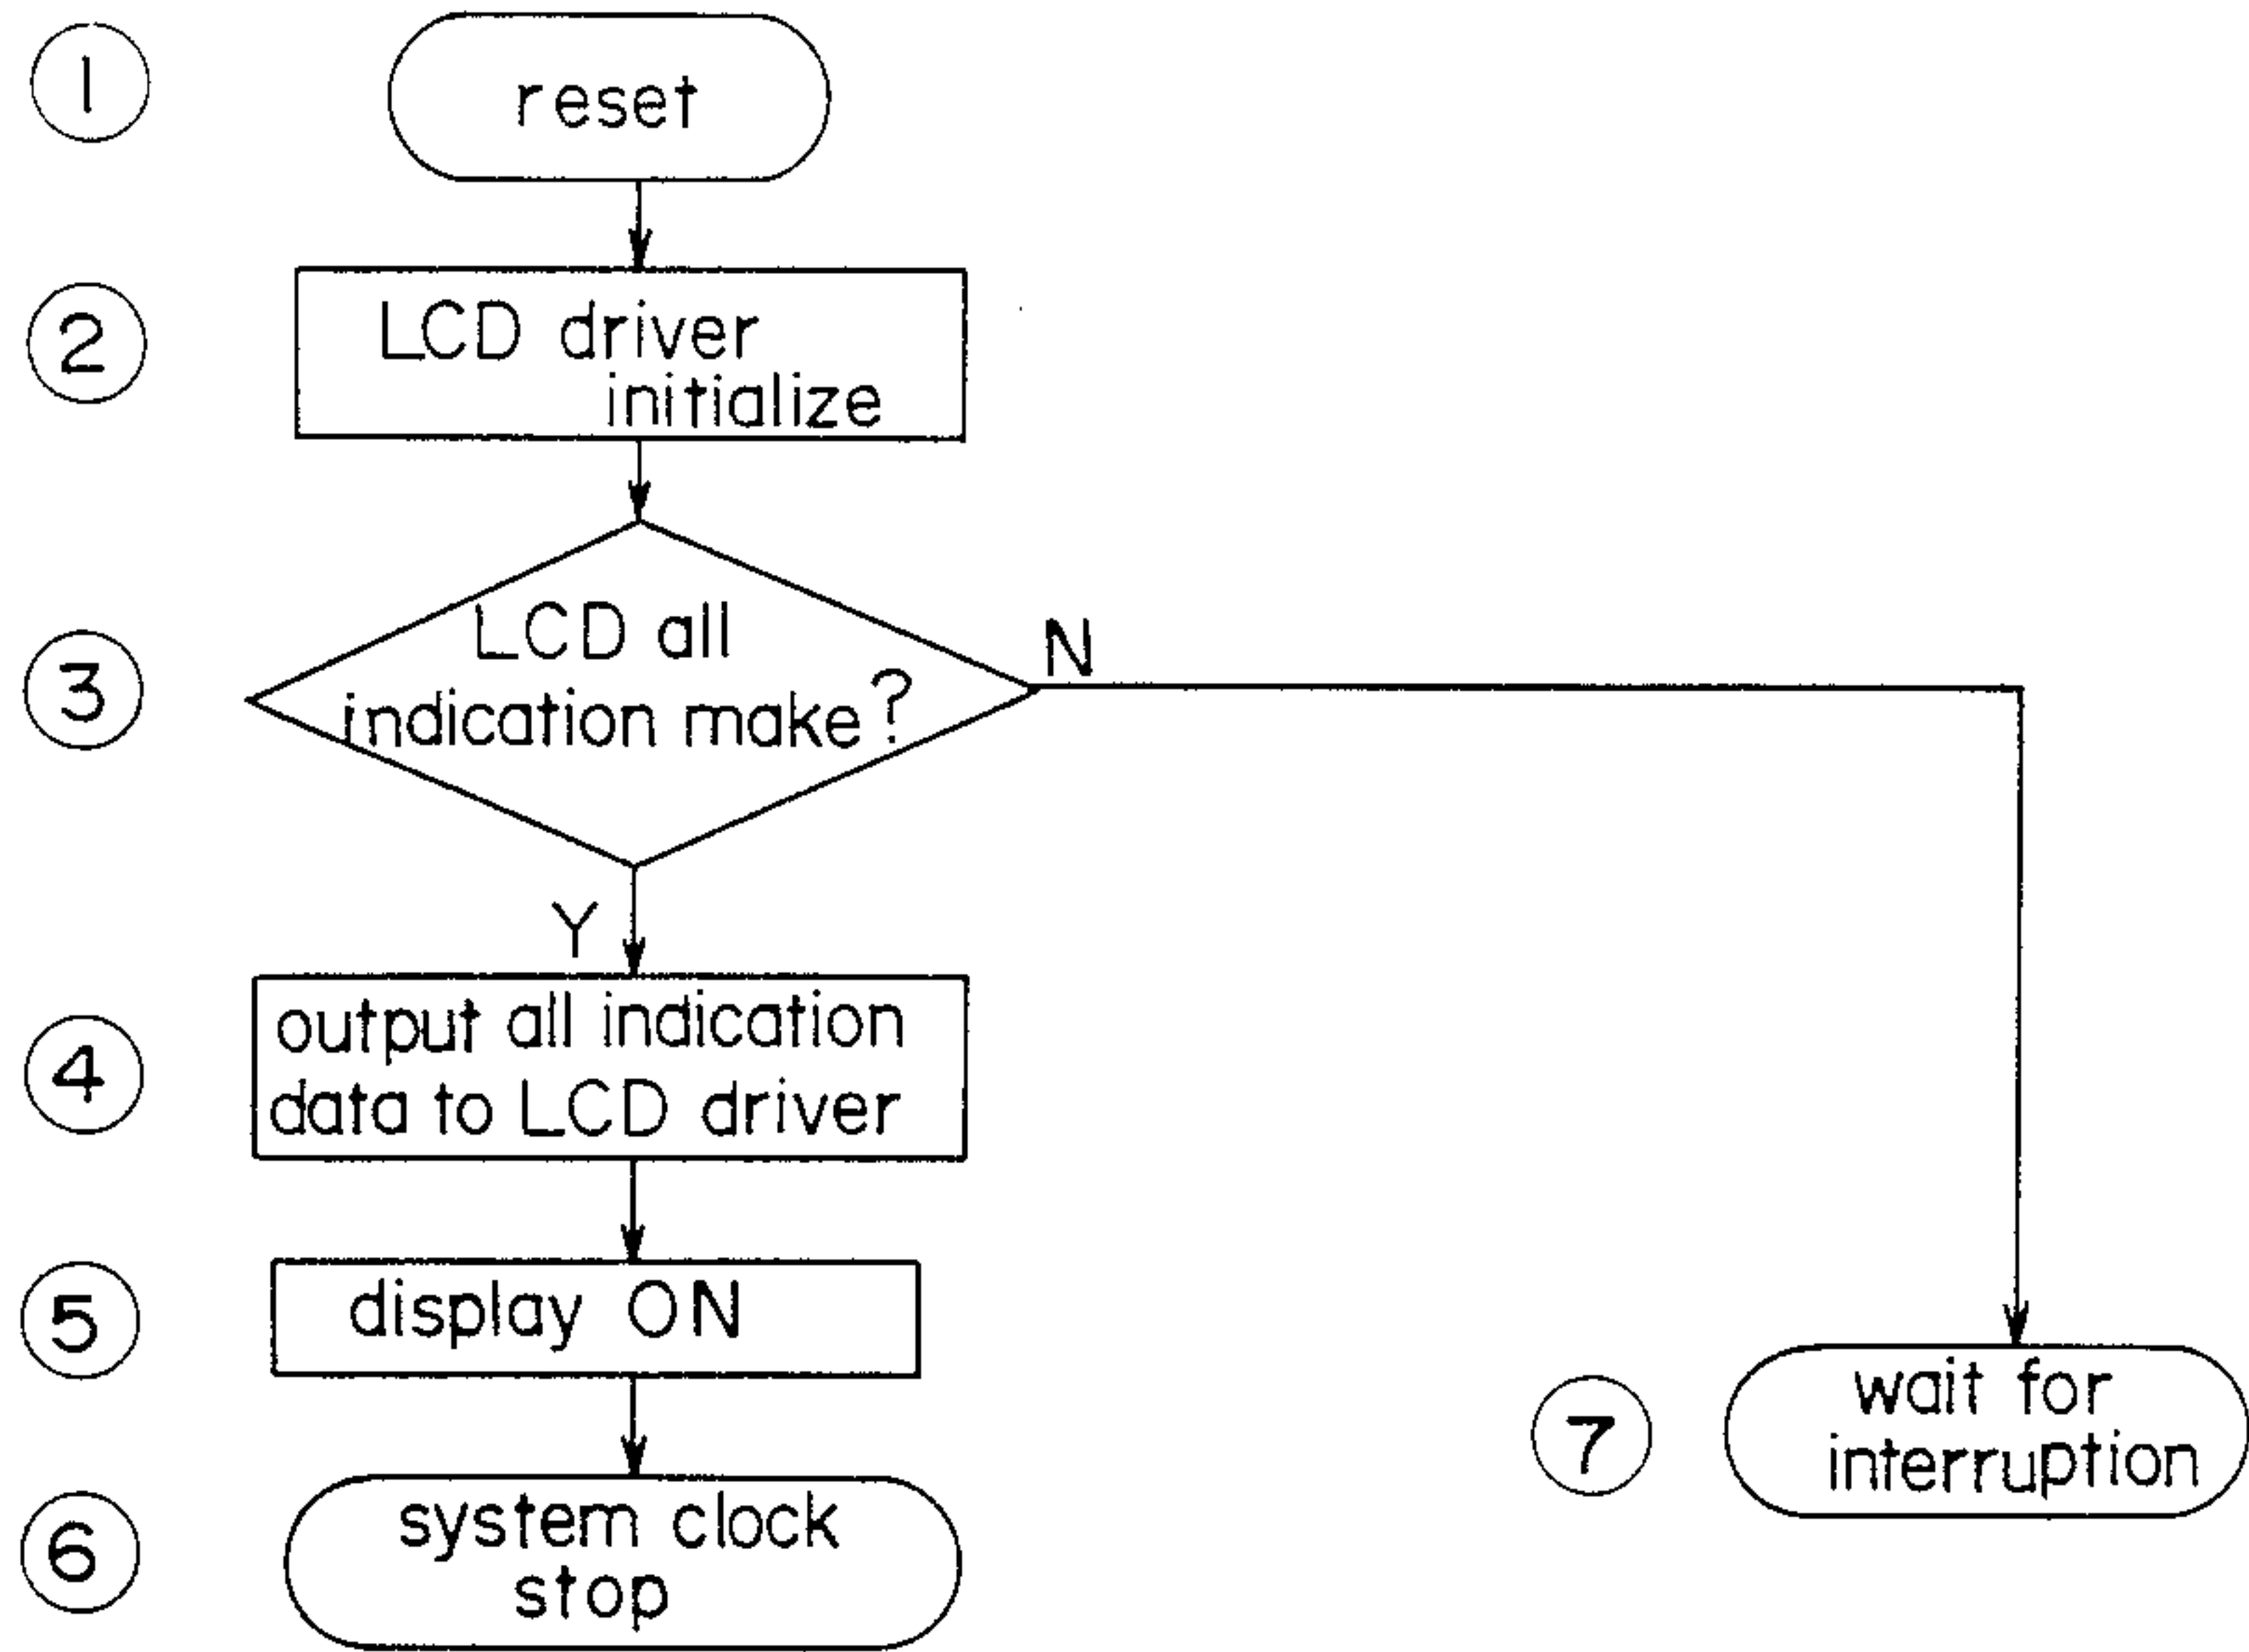 1
reset
2
LCD driver
initialize
3
LCD all
indication make?
N
Y
4
output all indication
data to LCD driver
5
display ON
6
system clock
stop
7
wait for
interruption